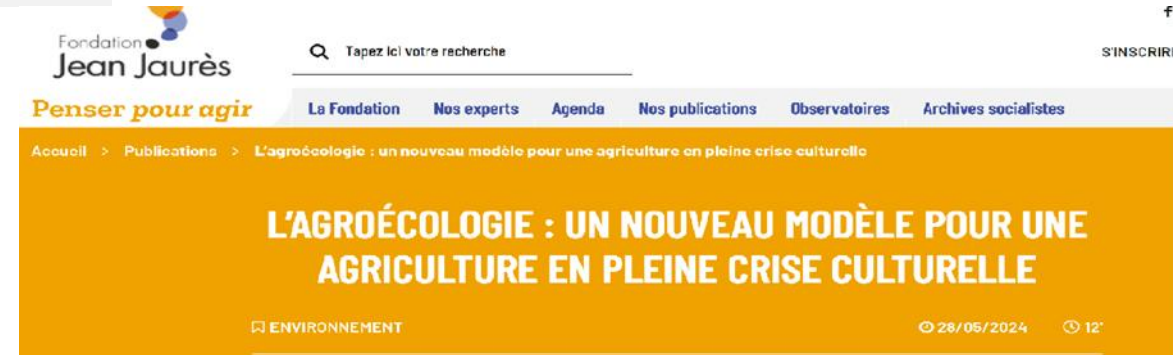 f
Fondation
Jean Jaurès
Tapez ici votre recherche
S'INSCRIRE
Penser pour agir
La Fondation Nos experts Agenda Nos publications Observatoires Archives socialistes
Accueil > Publications > L'agroécologie : un nouveau modèle pour une agriculture en pleine crise culturelle
L'AGROÉCOLOGIE : UN NOUVEAU MODÈLE POUR UNE
AGRICULTURE EN PLEINE CRISE CULTURELLE
ENVIRONNEMENT 28/05/2024 12'